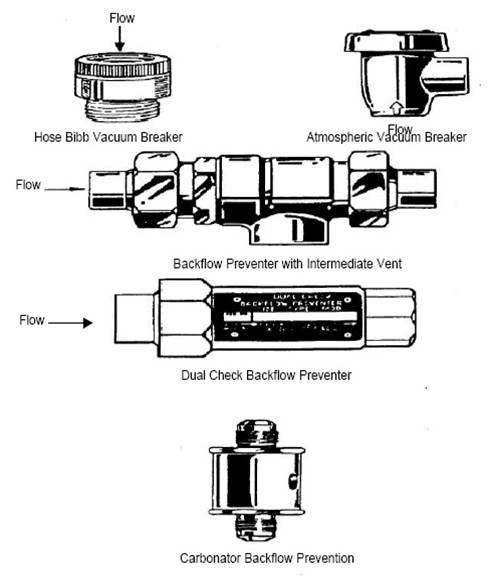 Flow
Hose Bibb Vacuum Breaker
Flow
Atmospheric Vacuum Breaker
Flow
Backflow Preventer with Intermediate Vent
DUAL CHECK
BACKFLOW PREVENTER
Flow
Dual Check Backflow Preventer
Carbonator Backflow Prevention